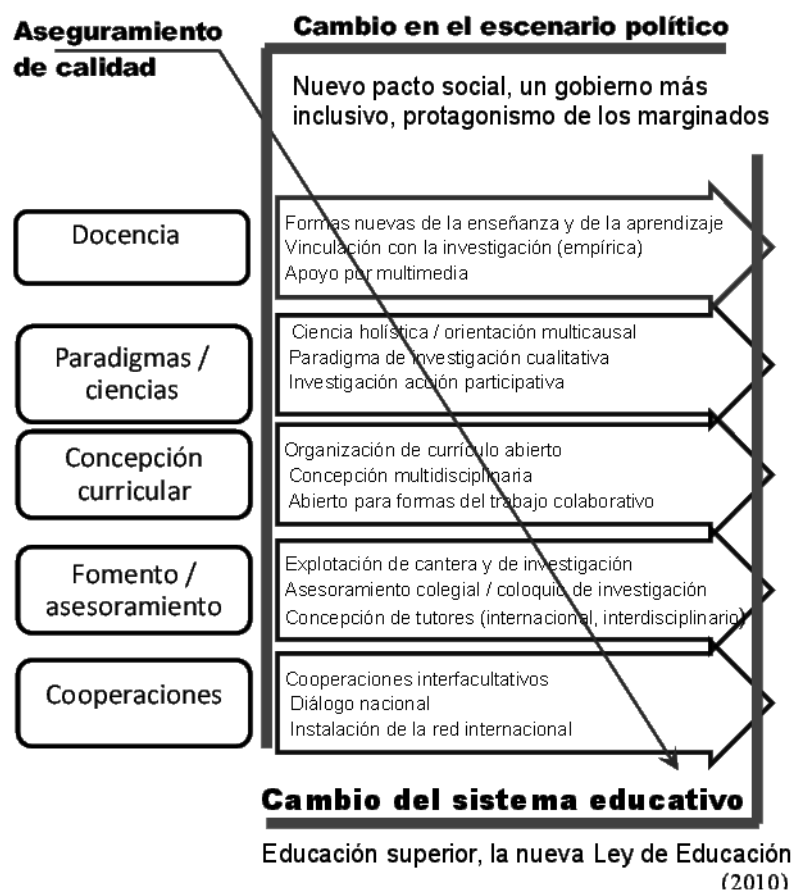 Aseguramiento
de calidad
Cambio en el escenario político
Nuevo pacto social, un gobierno más
inclusivo, protagonismo de los marginados
Docencia
Formas nuevas de la enseñanza y de la aprendizaje
Vinculación con la investigación (empírica)
Apoyo por multimedia
Paradigmas /
ciencias
Ciencia holística / orientación multicausal
Paradigma de investigación cualitativa
Investigación acción participativa
Concepción
curricular
Organización de currículo abierto
Concepción multidisciplinaria
Abierto para formas del trabajo colaborativo
Fomento /
asesoramiento
Explotación de cantera y de investigación
Asesoramiento colegial / coloquio de investigación
Concepción de tutores (internacional, interdisciplinario)
Cooperaciones
Cooperaciones interfacultativos
Diálogo nacional
Instalación de la red internacional
Cambio del sistema educativo
Educación superior, la nueva Ley de Educación
(2010)